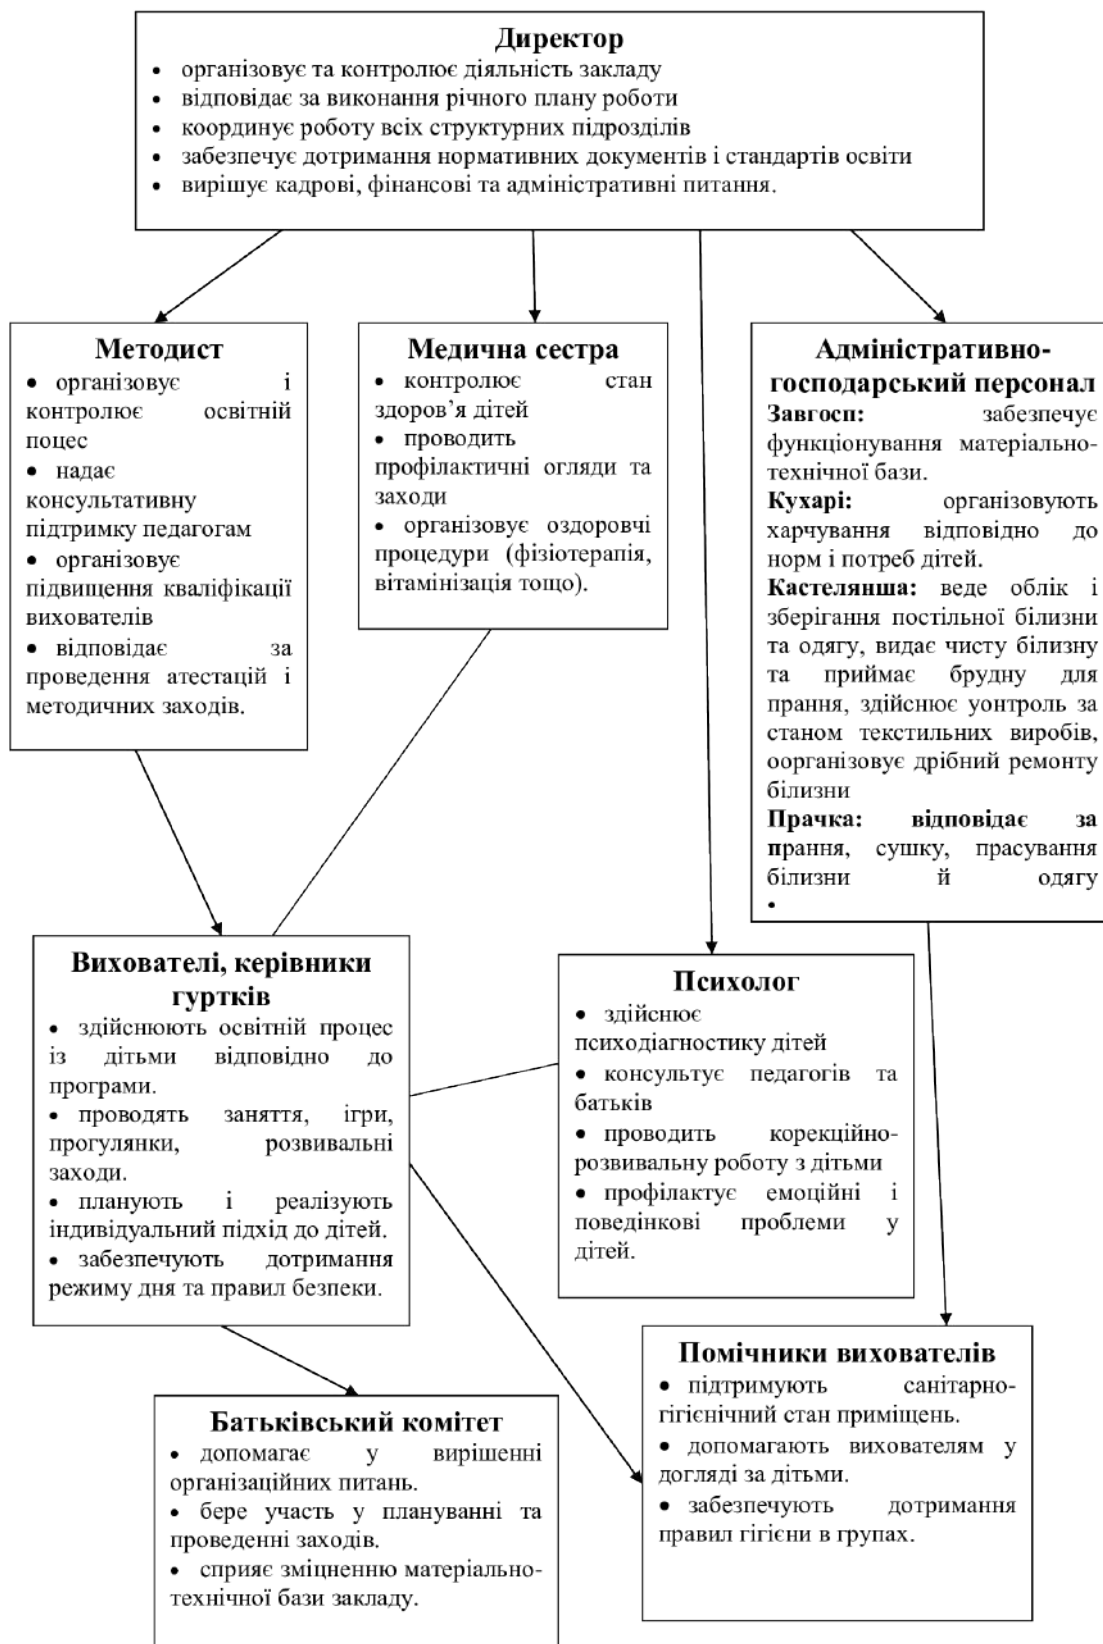 Директор
• організовує та контролює діяльність закладу
• відповідає за виконання річного плану роботи
• координує роботу всіх структурних підрозділів
• забезпечує дотримання нормативних документів і стандартів освіти
• вирішує кадрові, фінансові та адміністративні питання.
Методист
• організовує і
контролює освітній
поцес
• надає
консультативну
підтримку педагогам
• організовує
підвищення кваліфікації
вихователів
• відповідає за
проведення атестацій і
методичних заходів.
Медична сестра
• контролює стан
здоров’я дітей
• проводить
профілактичні огляди та
заходи
• організовує оздоровчі
процедури (фізіотерапія,
вітамінізація тощо).
Адміністративно-
господарський персонал
Завгосп: забезпечує
функціонування матеріально-
технічної бази.
Кухарі: організовують
харчування відповідно до
норм і потреб дітей.
Кастелянша: веде облік і
зберігання постільної білизни
та одягу, видає чисту білизну
та приймає брудну для
прання, здійснює уонтроль за
станом текстильних виробів,
оорганізовує дрібний ремонту
білизни
Прачка: відповідає за
прання, сушку, прасування
білизни й одягу
•
Вихователі, керівники
гуртків
• здійснюють освітній процес
із дітьми відповідно до
програми.
• проводять заняття, ігри,
прогулянки, розвивальні
заходи.
• планують і реалізують
індивідуальний підхід до дітей.
• забезпечують дотримання
режиму дня та правил безпеки.
Психолог
• здійснює
психодіагностику дітей
• консультує педагогів та
батьків
• проводить корекційно-
розвивальну роботу з дітьми
• профілактує емоційні і
поведінкові проблеми у
дітей.
Батьківський комітет
• допомагає у вирішенні
організаційних питань.
• бере участь у плануванні та
проведенні заходів.
• сприяє зміцненню матеріально-
технічної бази закладу.
Помічники вихователів
• підтримують санітарно-
гігієнічний стан приміщень.
• допомагають вихователям у
догляді за дітьми.
• забезпечують дотримання
правил гігієни в групах.